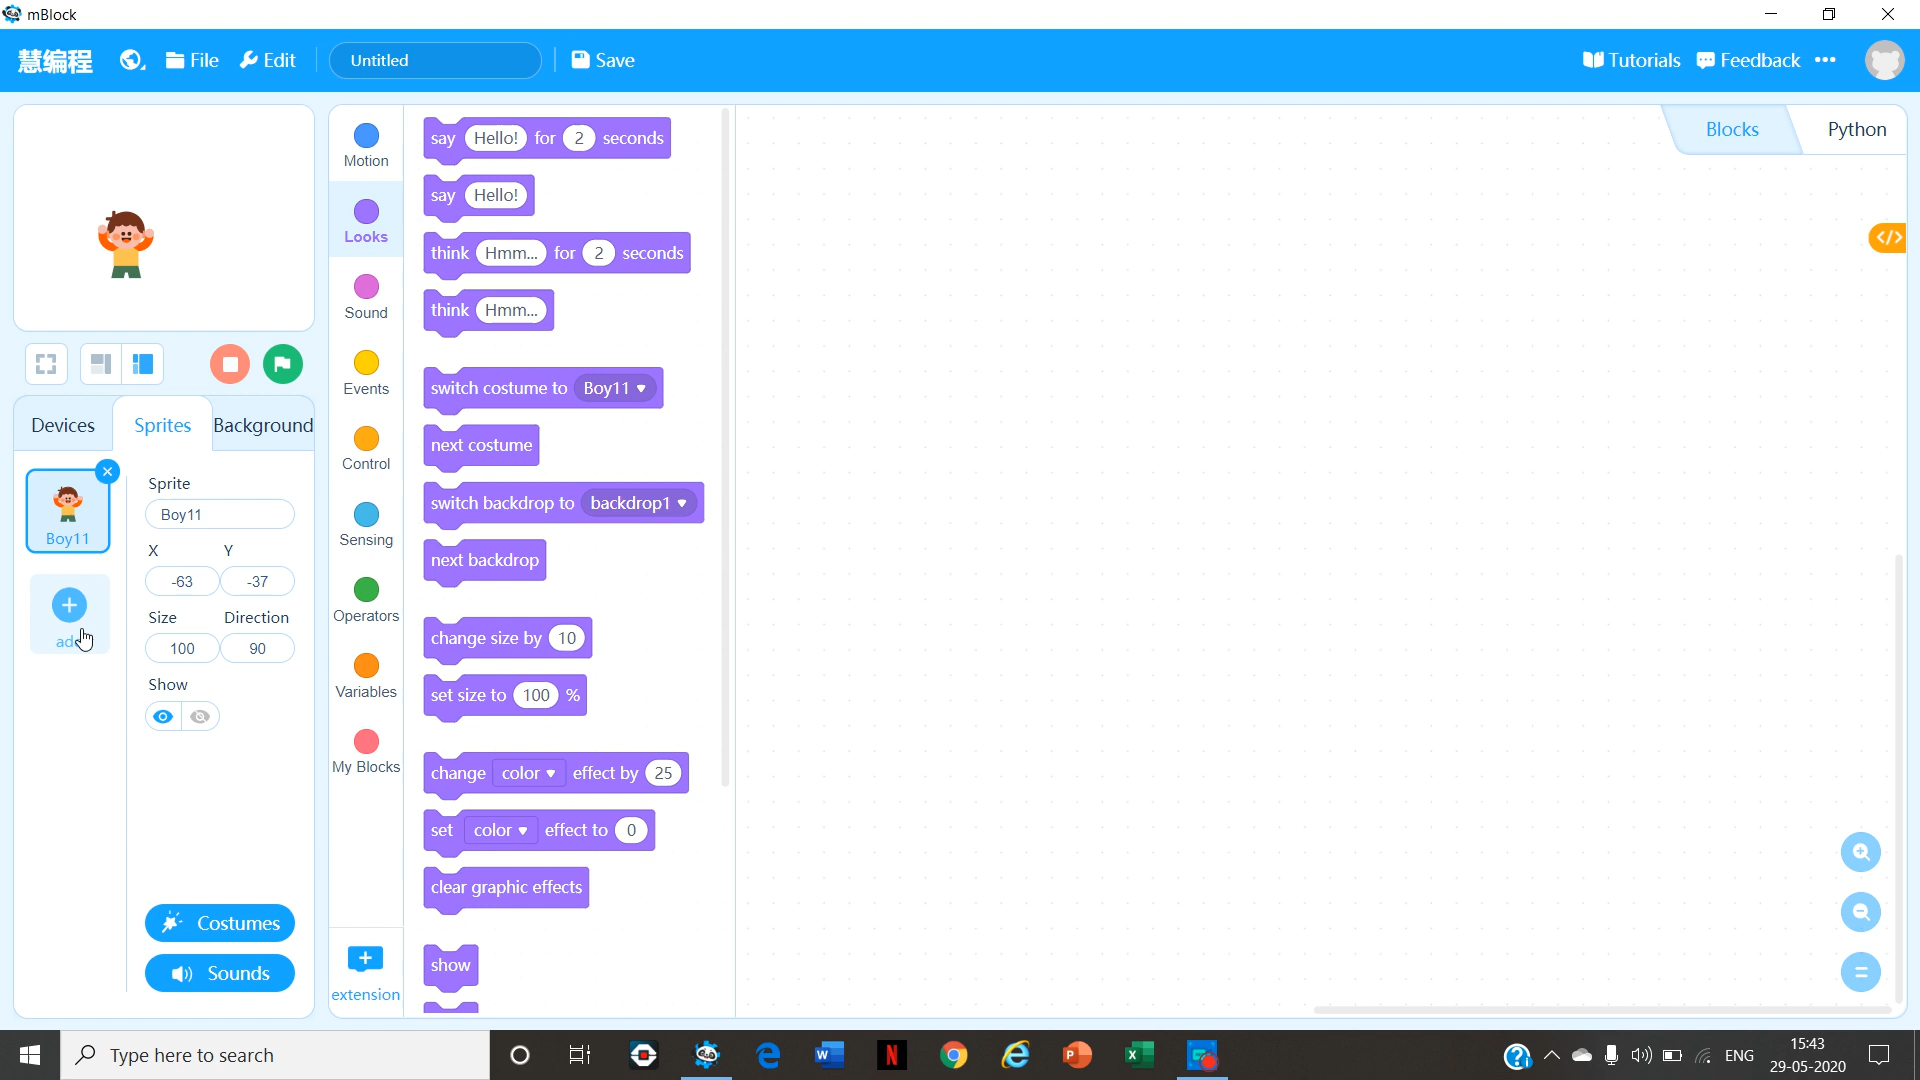 mBlock
慧编程 File Edit Untitled Save Tutorials Feedback
Blocks Python
Motion
Looks
Sound
Events
Control
Sensing
Operators
Variables
My Blocks
extension
say Hello! for 2 seconds
say Hello!
think Hmm... for 2 seconds
think Hmm...
switch costume to Boy11
next costume
switch backdrop to backdrop1
next backdrop
change size by 10
set size to 100 %
change color effect by 25
set color effect to 0
clear graphic effects
show
Devices Sprites Background
Boy11
Sprite
Boy11
X Y
-63 -37
Size Direction
100 90
Show
Costumes
Sounds
Type here to search
ENG
15:43
29-05-2020